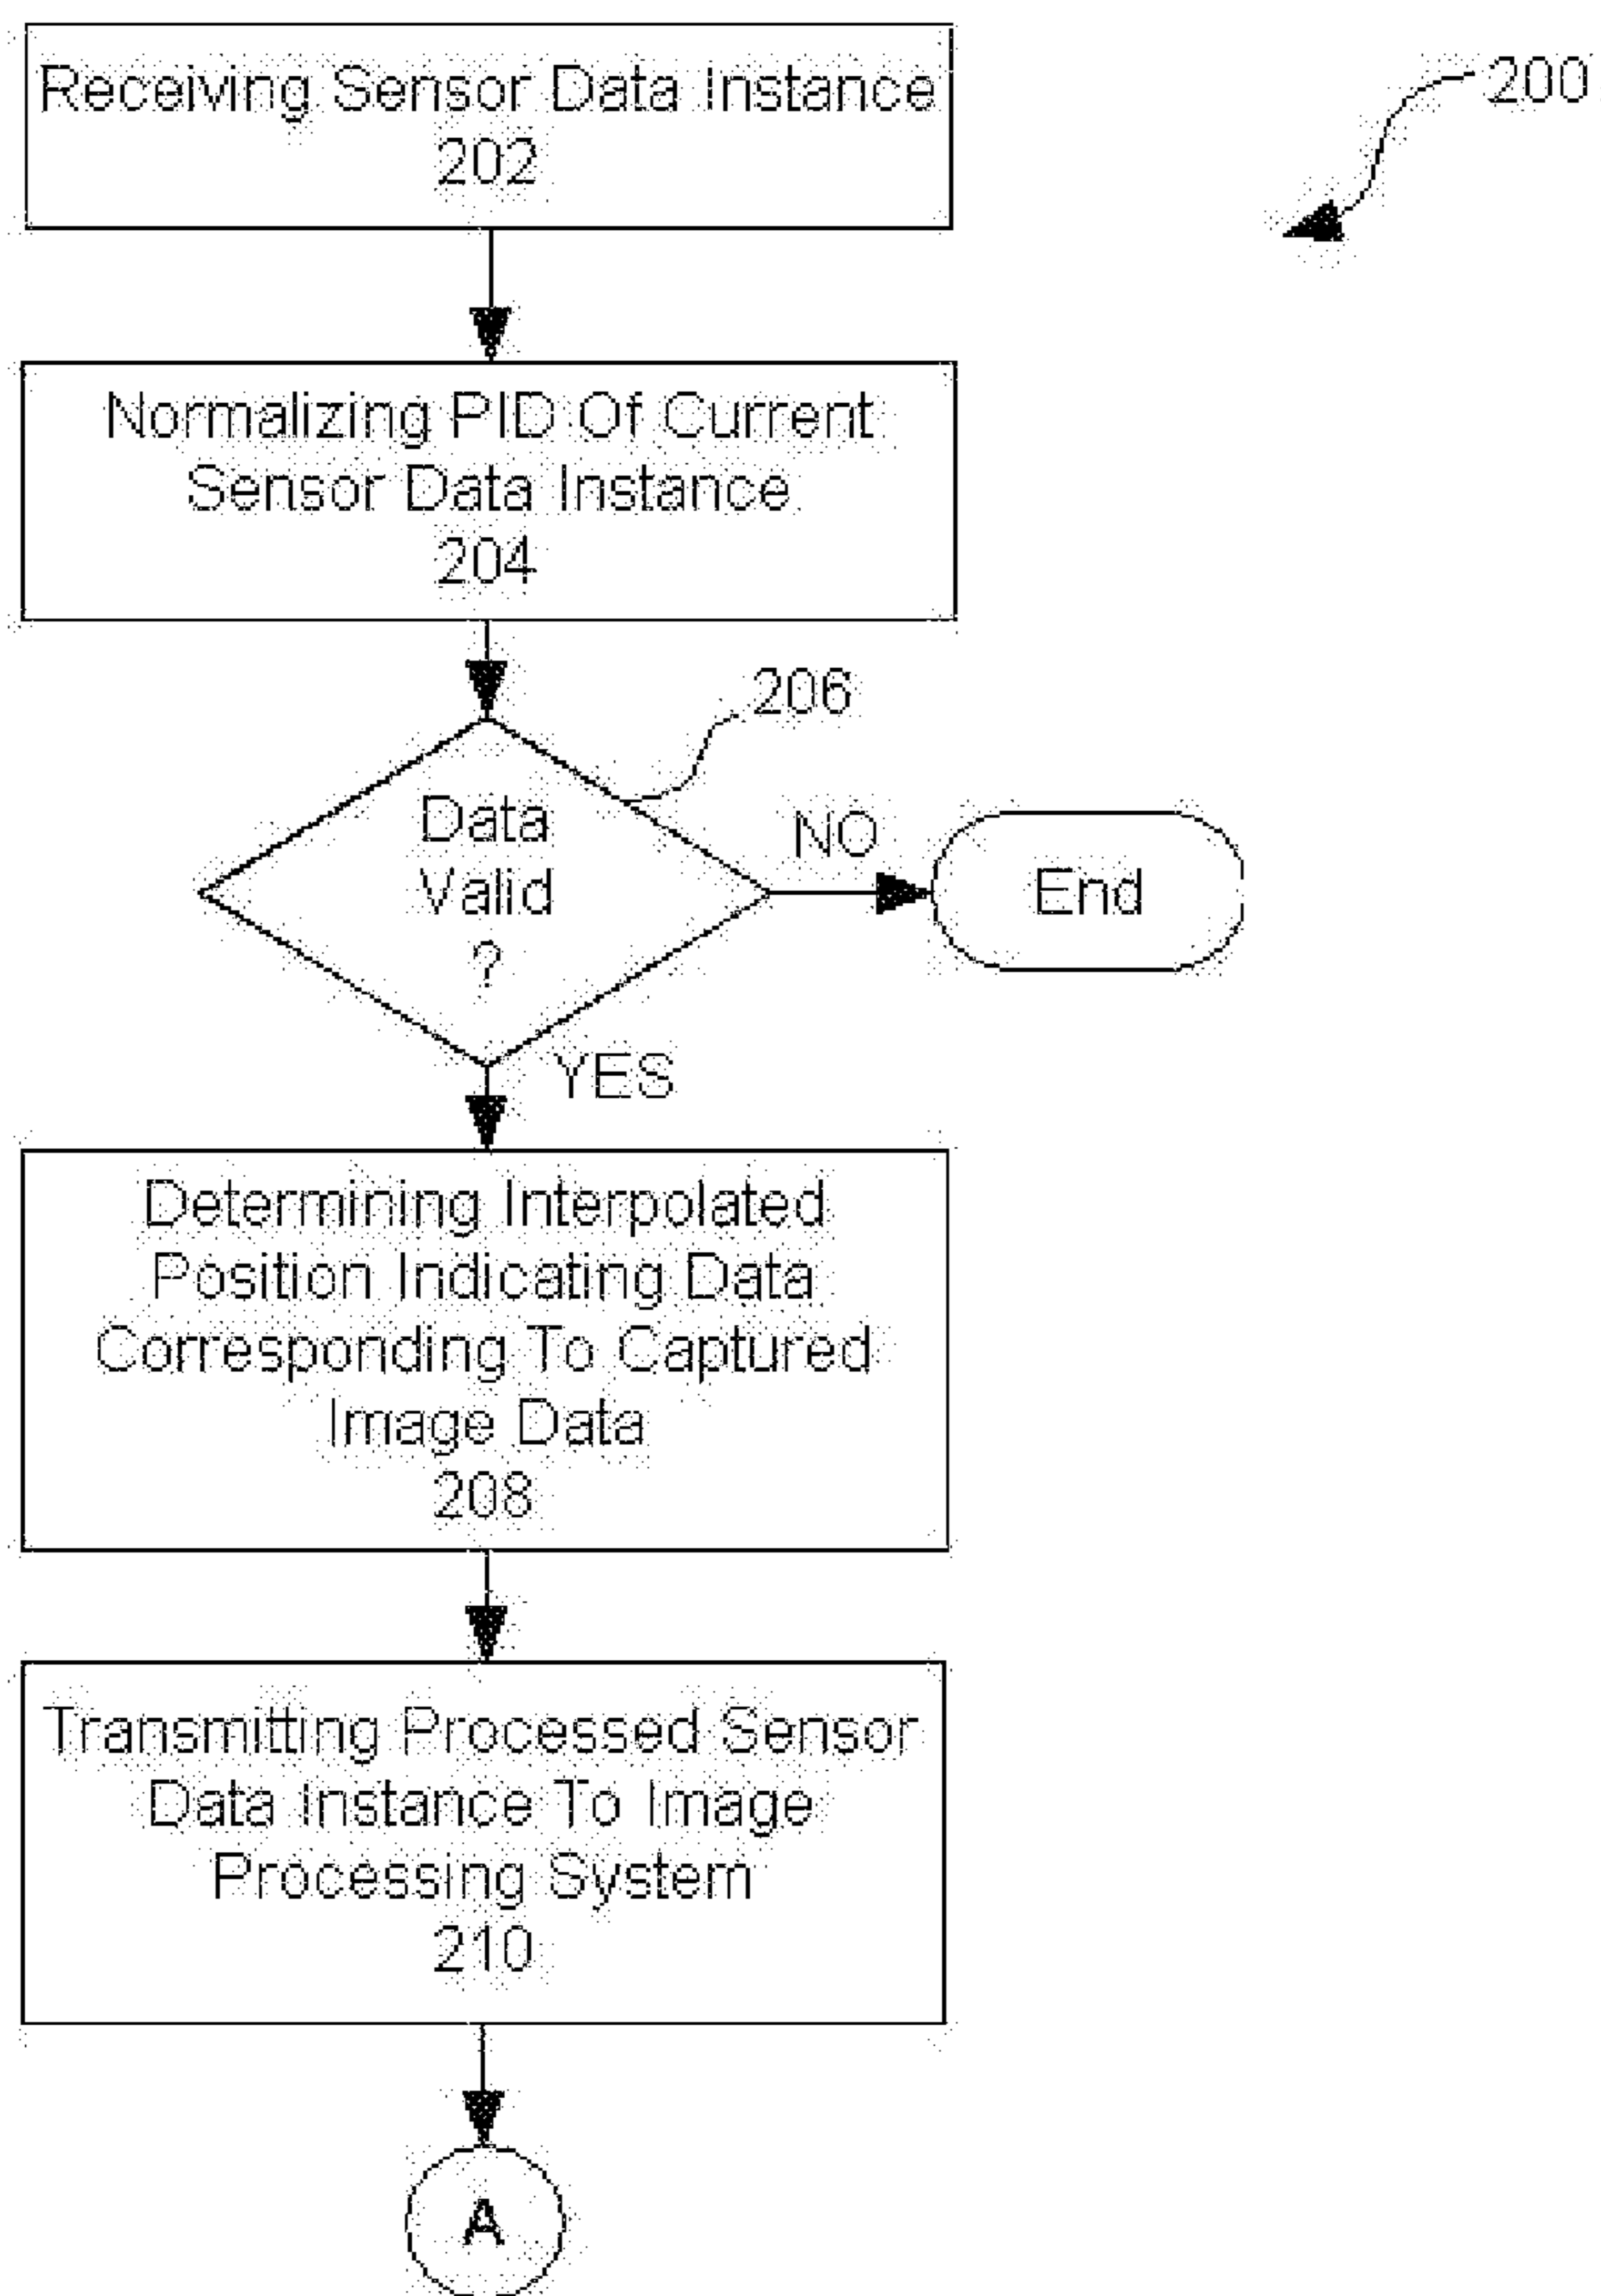 Receiving Sensor Data Instance
202
200
Normalizing PID Of Current
Sensor Data Instance
204
206
Data
Valid
?
NO
End
YES
Determining Interpolated
Position Indicating Data
Corresponding To Captured
Image Data
208
Transmitting Processed Sensor
Data Instance To Image
Processing System
210
A